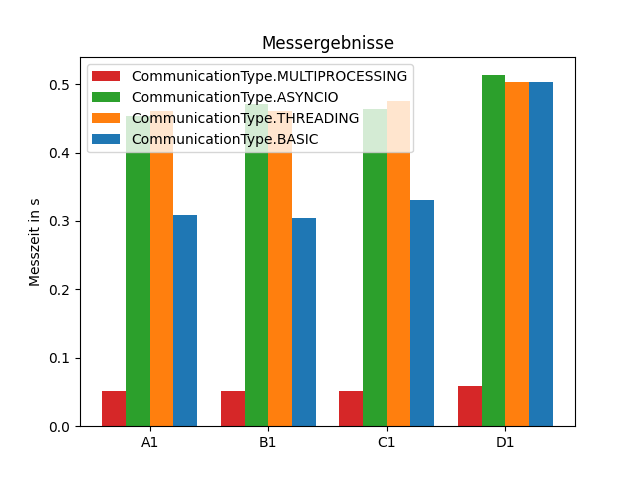 Messergebnisse
CommunicationType.MULTIPROCESSING
CommunicationType.ASYNCIO
CommunicationType.THREADING
CommunicationType.BASIC
Messzeit in s
0.5
0.4
0.3
0.2
0.1
0.0
A1 B1 C1 D1